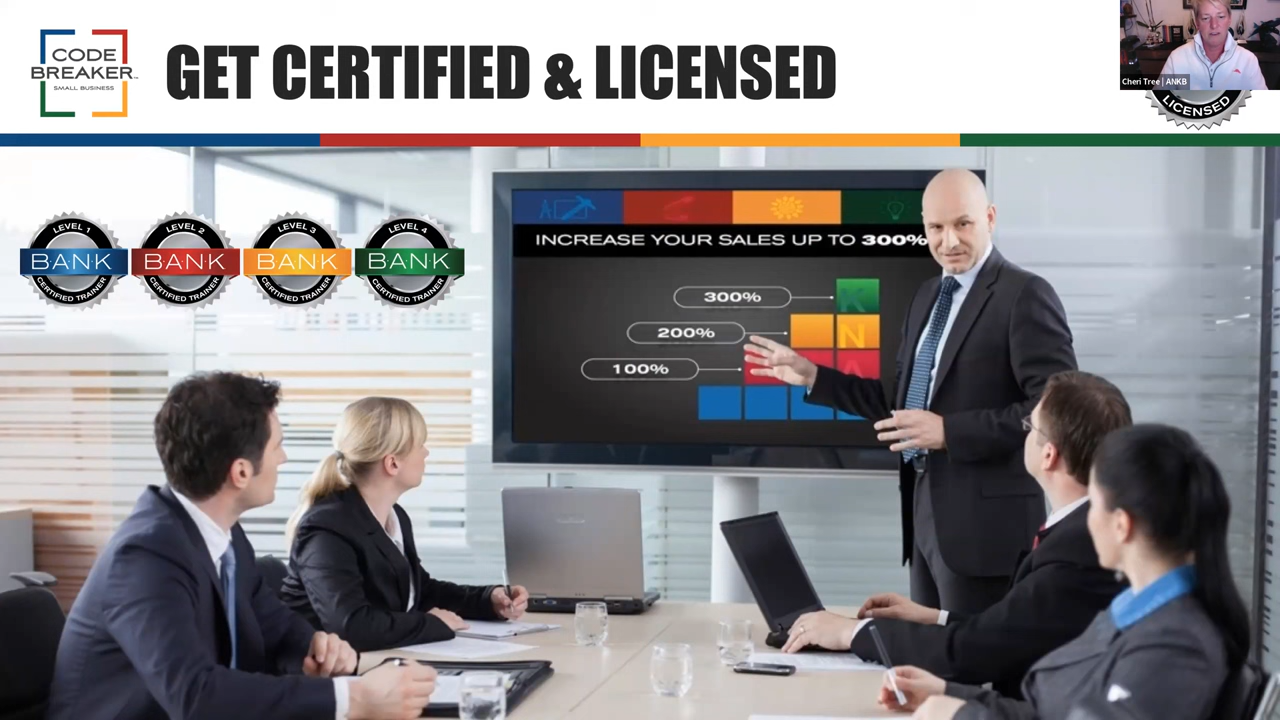 CODE
BREAKER
SMALL BUSINESS
GET CERTIFIED & LICENSED
Cheri Tree | ANKB
LICENSED
LEVEL 1
BANK
CERTIFIED TRAINER
LEVEL 2
BANK
CERTIFIED TRAINER
LEVEL 3
BANK
CERTIFIED TRAINER
LEVEL 4
BANK
CERTIFIED TRAINER
INCREASE YOUR SALES UP TO 300%
300%
K
200%
N
100%
A